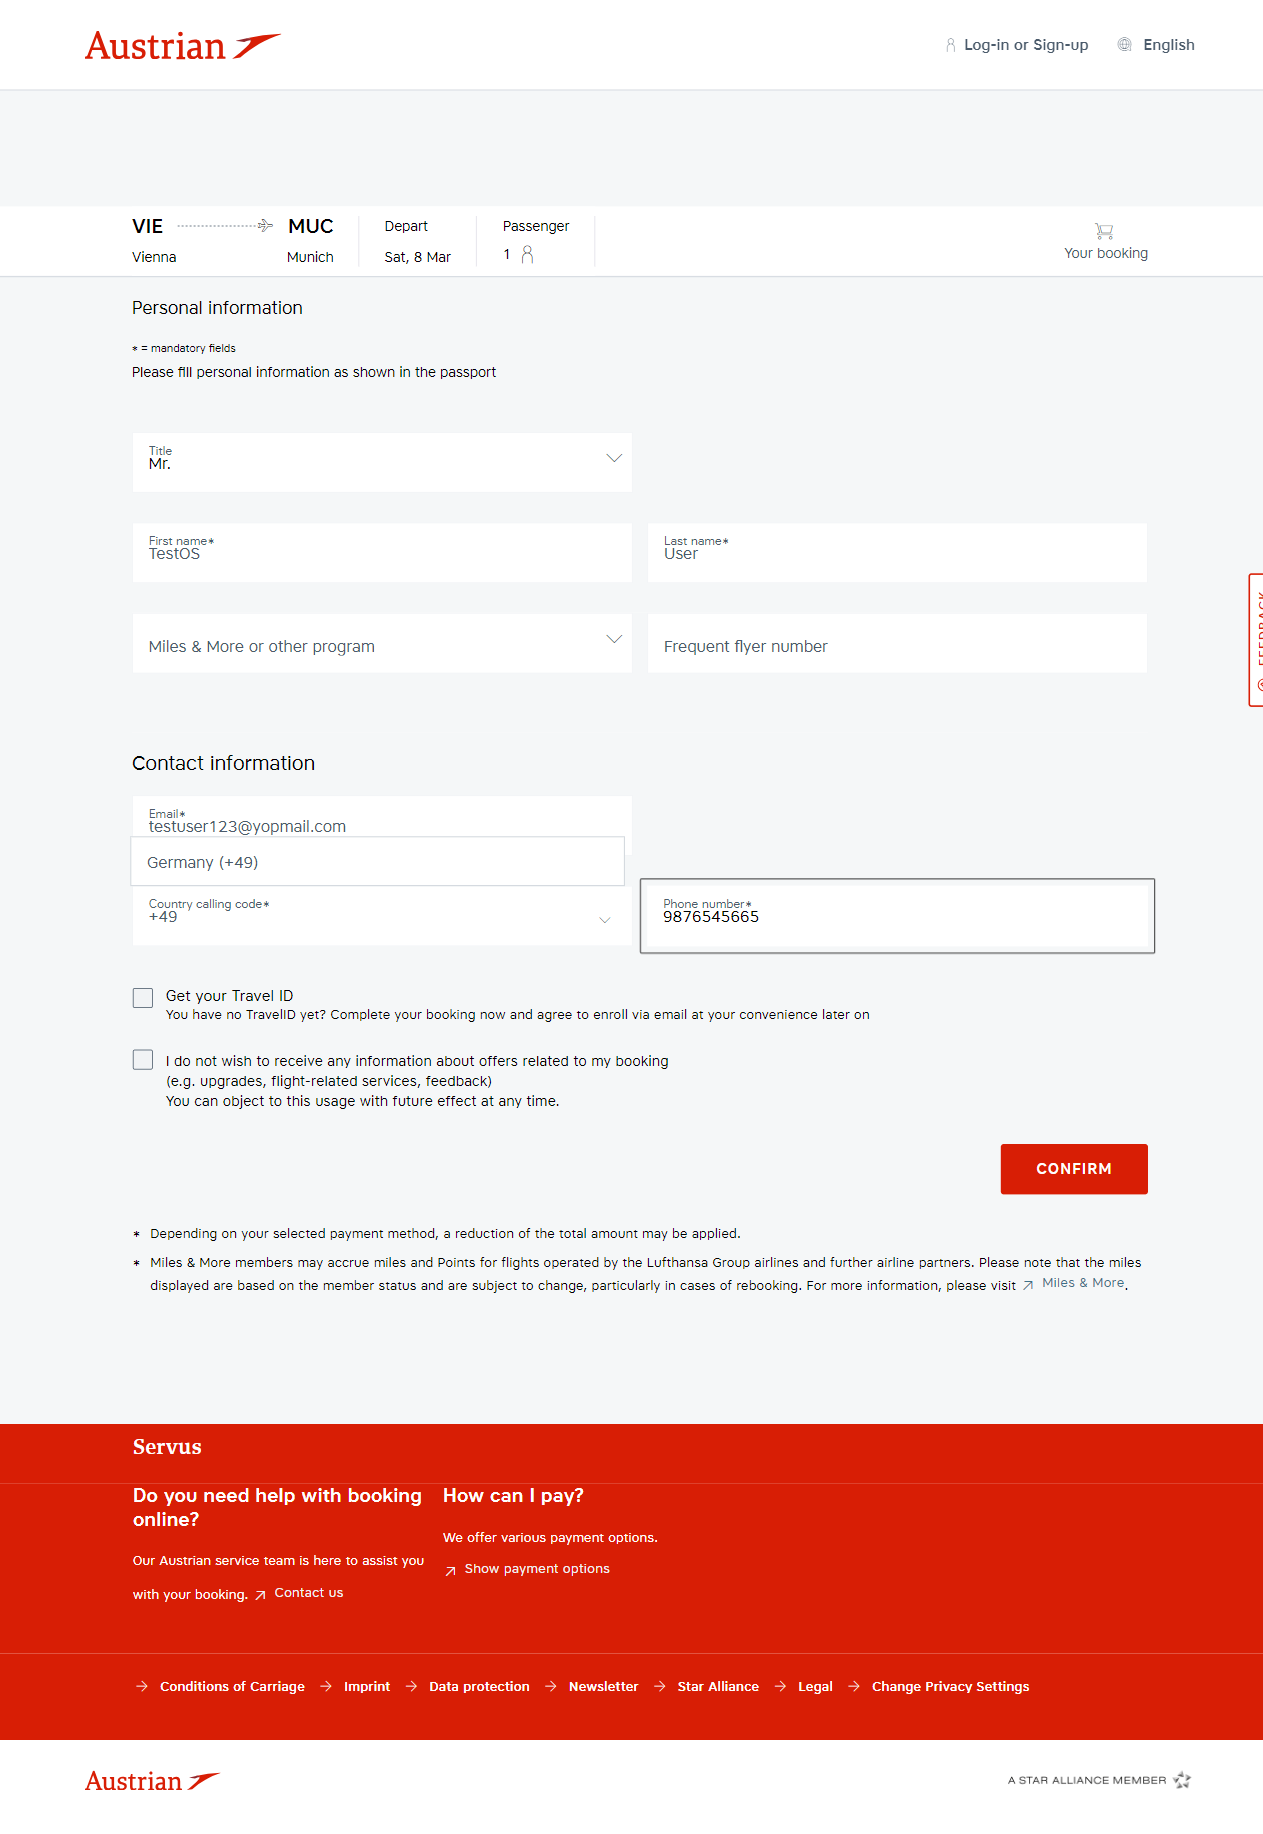 Austrian
Log-in or Sign-up
English
VIE
MUC
Depart
Passenger
Vienna
Munich
Sat, 8 Mar
1
Your booking
Personal information
* = mandatory fields
Please fill personal information as shown in the passport
Title
Mr.
First name*
TestOS
Last name*
User
Miles & More or other program
Frequent flyer number
FEEDBACK
Contact information
Email*
testuser123@yopmail.com
Germany (+49)
Country calling code*
+49
Phone number*
9876545665
Get your Travel ID
You have no TravelID yet? Complete your booking now and agree to enroll via email at your convenience later on
I do not wish to receive any information about offers related to my booking
(e.g. upgrades, flight-related services, feedback)
You can object to this usage with future effect at any time.
CONFIRM
* Depending on your selected payment method, a reduction of the total amount may be applied.
* Miles & More members may accrue miles and Points for flights operated by the Lufthansa Group airlines and further airline partners. Please note that the miles
displayed are based on the member status and are subject to change, particularly in cases of rebooking. For more information, please visit Miles & More.
Servus
Do you need help with booking
online?
Our Austrian service team is here to assist you
with your booking. Contact us
How can I pay?
We offer various payment options.
Show payment options
Conditions of Carriage
Imprint
Data protection
Newsletter
Star Alliance
Legal
Change Privacy Settings
Austrian
A STAR ALLIANCE MEMBER